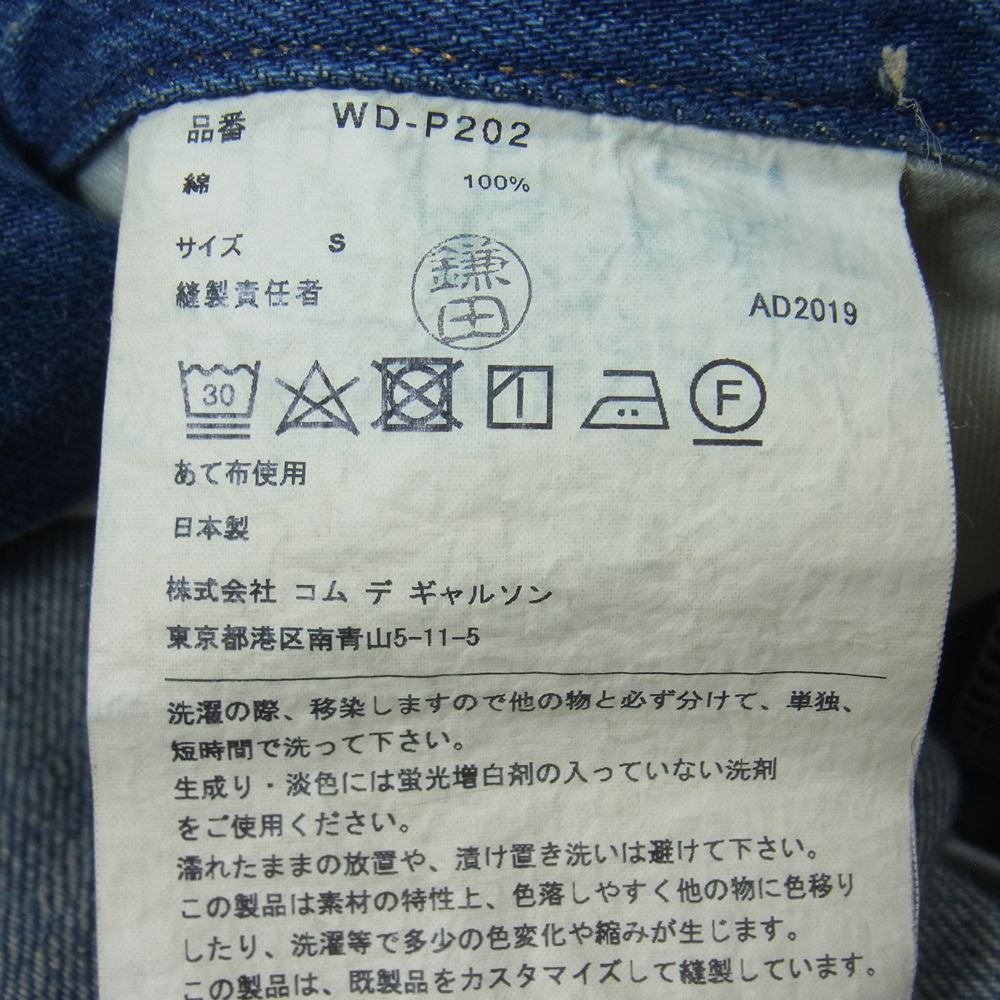 品番 WD-P202
綿 100%
サイズ S
縫製責任者 鎌田 AD2019
30 F
あて布使用
日本製
株式会社 コム デ ギャルソン
東京都港区南青山5-11-5
洗濯の際、移染しますので他の物と必ず分けて、単独、
短時間で洗って下さい。
生成り・淡色には蛍光増白剤の入っていない洗剤
をご使用ください。
濡れたままの放置や、漬け置き洗いは避けて下さい。
この製品は素材の特性上、色落しやすく他の物に色移り
したり、洗濯等で多少の色変化や縮みが生じます。
この製品は、既製品をカスタマイズして縫製しています。